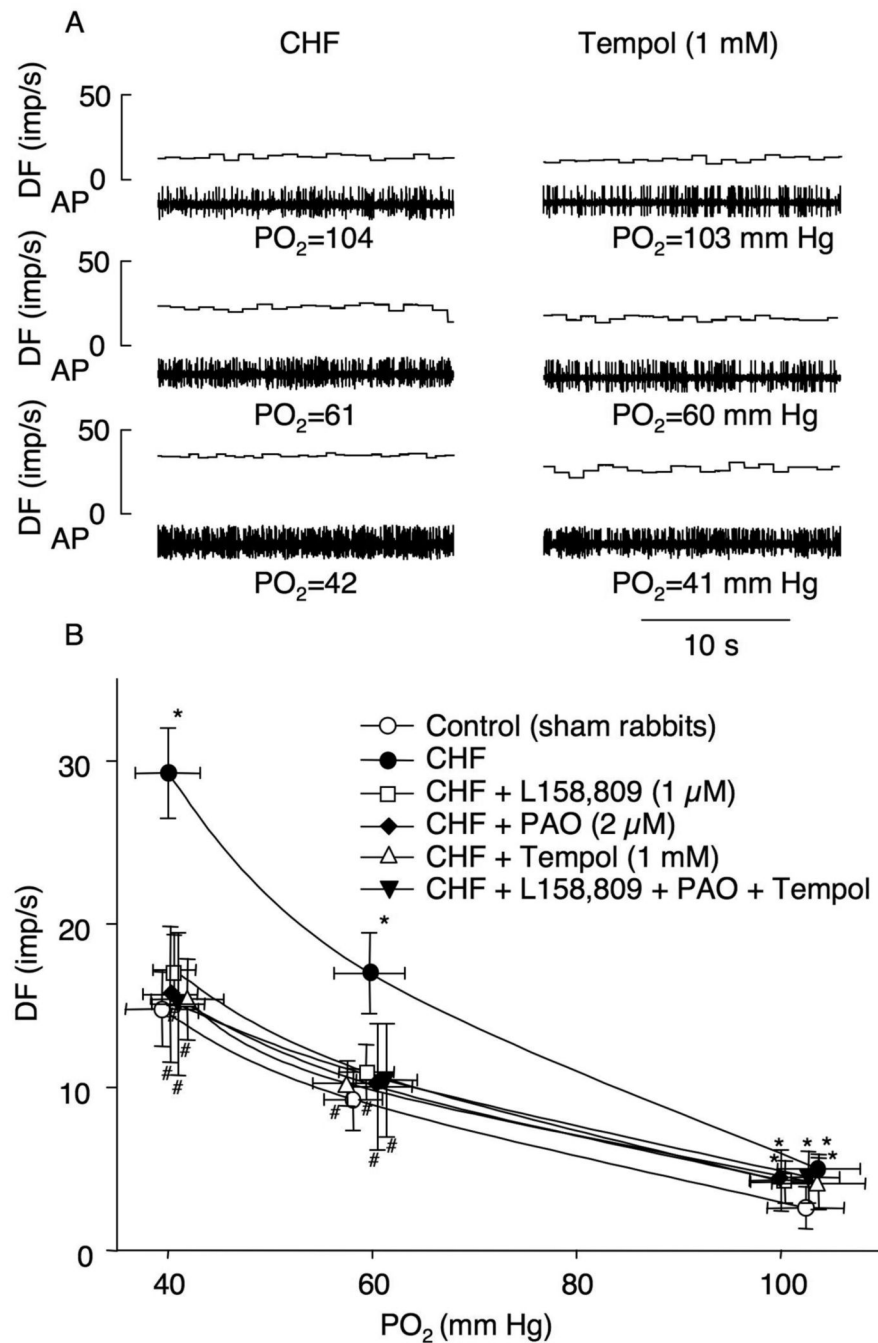 A
CHF Tempol (1 mM)
DF (imp/s) 50 0
AP
PO2=104 PO2=103 mm Hg
DF (imp/s) 50 0
AP
PO2=61 PO2=60 mm Hg
DF (imp/s) 50 0
AP
PO2=42 PO2=41 mm Hg
10 s
B
*
Control (sham rabbits)
CHF
CHF + L158,809 (1 µM)
CHF + PAO (2 µM)
CHF + Tempol (1 mM)
CHF + L158,809 + PAO + Tempol
*
DF (imp/s)
30
20
10
0
# # # #
# # # #
* * * * *
40 60 80 100
PO2 (mm Hg)